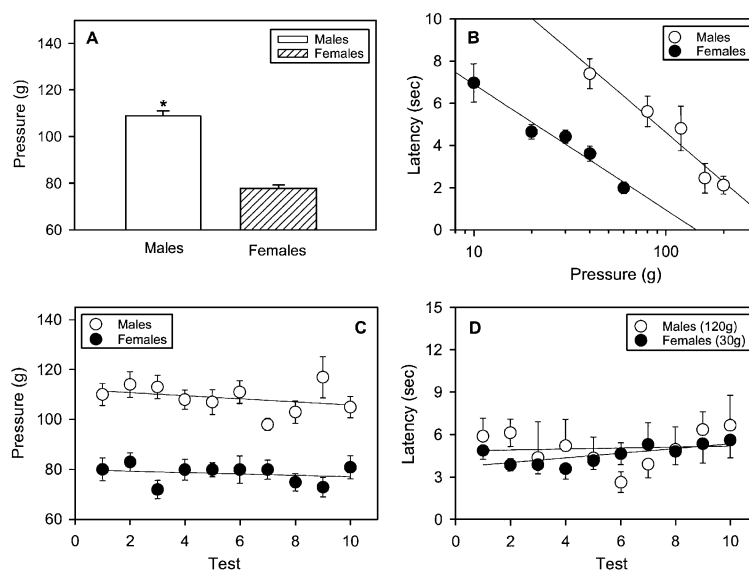 A
Males
Females
Pressure (g)
140
120
100
80
60
*
Males
Females
B
Males
Females
Latency (sec)
10
8
6
4
2
0
10
100
Pressure (g)
C
Males
Females
Pressure (g)
140
120
100
80
60
0
2
4
6
8
10
Test
D
Males (120g)
Females (30g)
Latency (sec)
15
12
9
6
3
0
0
2
4
6
8
10
Test